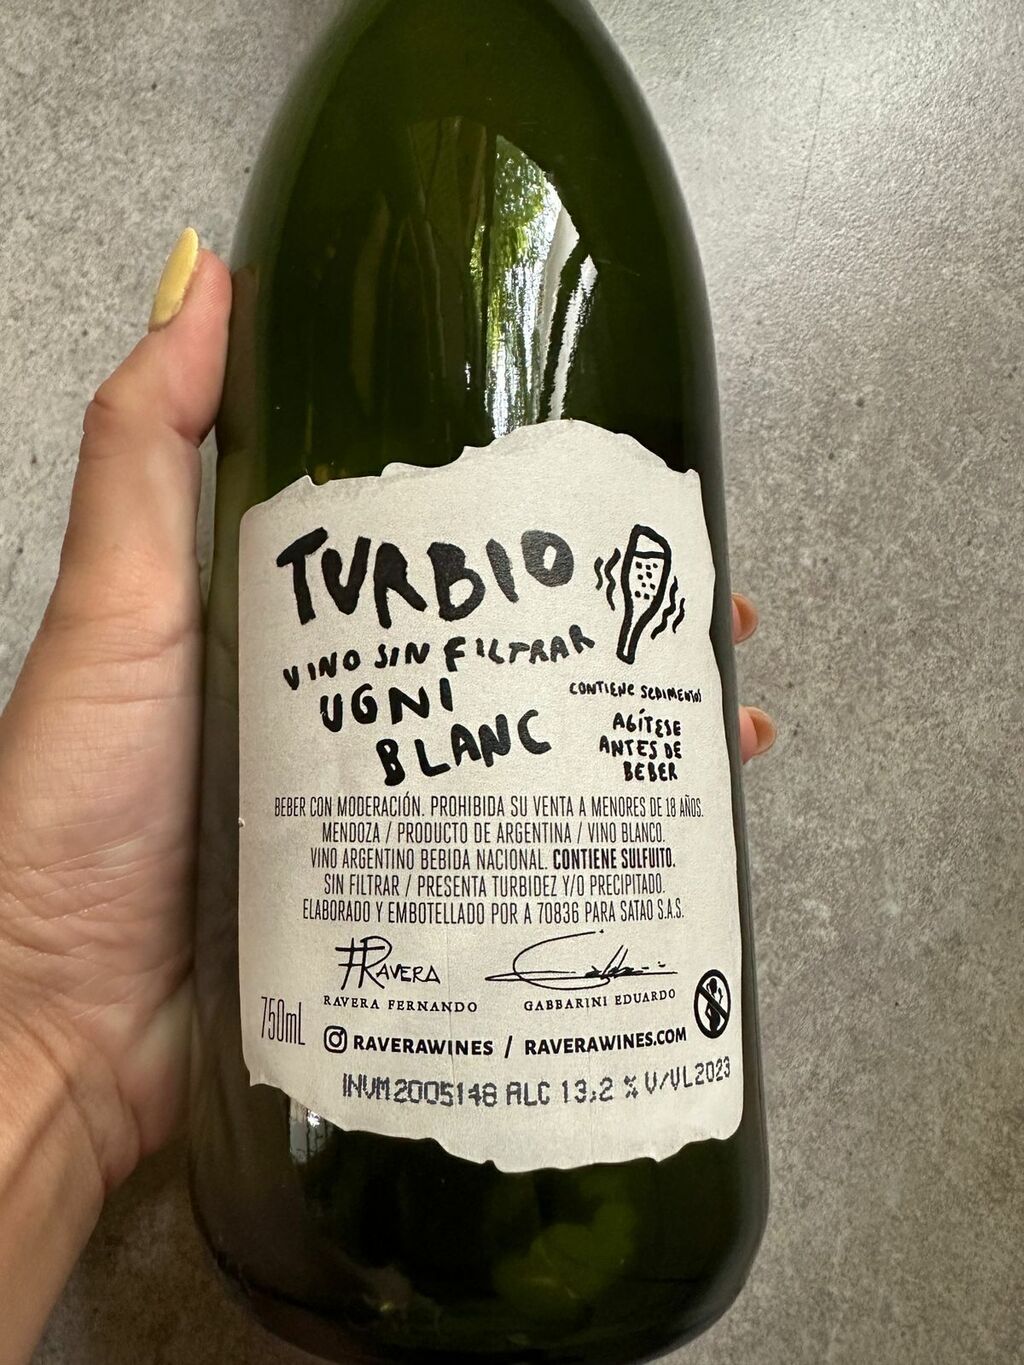 TURBIO
VINO SIN FILTRAR
UGNI
BLANC
CONTIENE SEDIMENTOS
AGÍTESE
ANTES DE
BEBER
BEBER CON MODERACIÓN. PROHIBIDA SU VENTA A MENORES DE 18 AÑOS.
MENDOZA / PRODUCTO DE ARGENTINA / VINO BLANCO.
VINO ARGENTINO BEBIDA NACIONAL. CONTIENE SULFUITO.
SIN FILTRAR / PRESENTA TURBIDEZ Y/O PRECIPITADO.
ELABORADO Y EMBOTELLADO POR A 70836 PARA SATAO S.A.S.
FRAVERA
RAVERA FERNANDO
GABBARINI EDUARDO
750mL
RAVERAWINES / RAVERAWINES.COM
INVM2005148 ALC 13,2 % V/VL2023